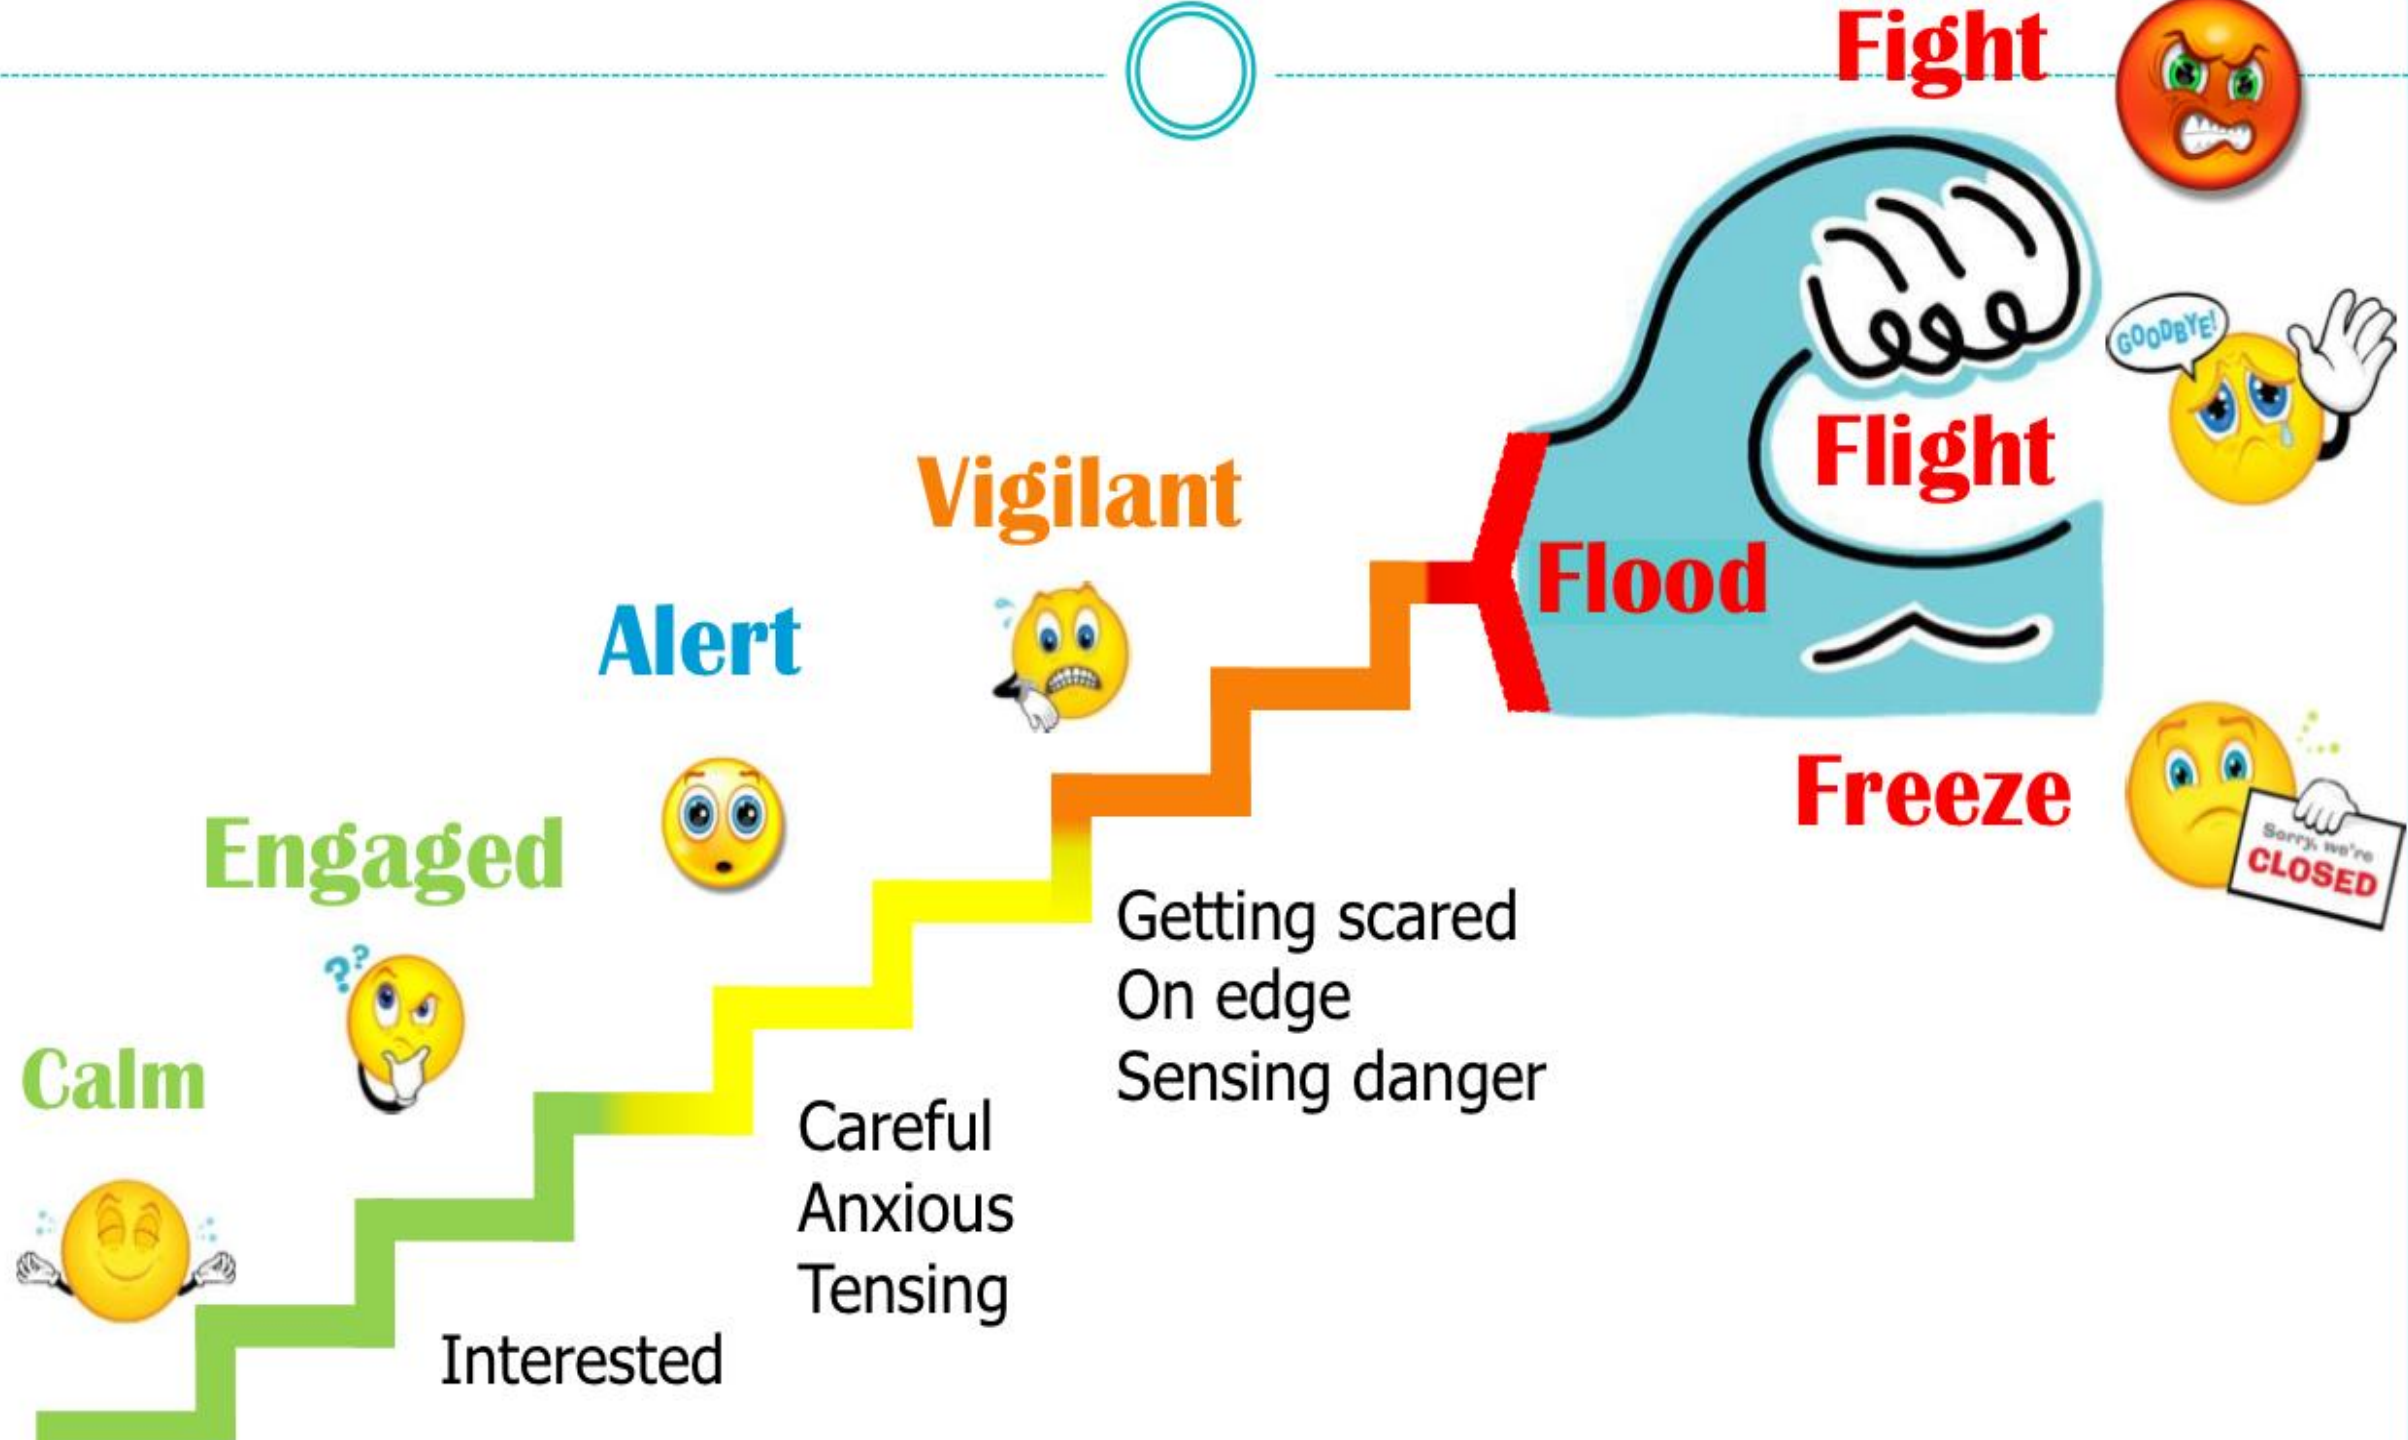 Fight
GOODBYE!
Flight
Vigilant
Flood
Alert
Freeze
Sorry, we're
CLOSED
Engaged
Getting scared
On edge
Sensing danger
Calm
Careful
Anxious
Tensing
Interested
??